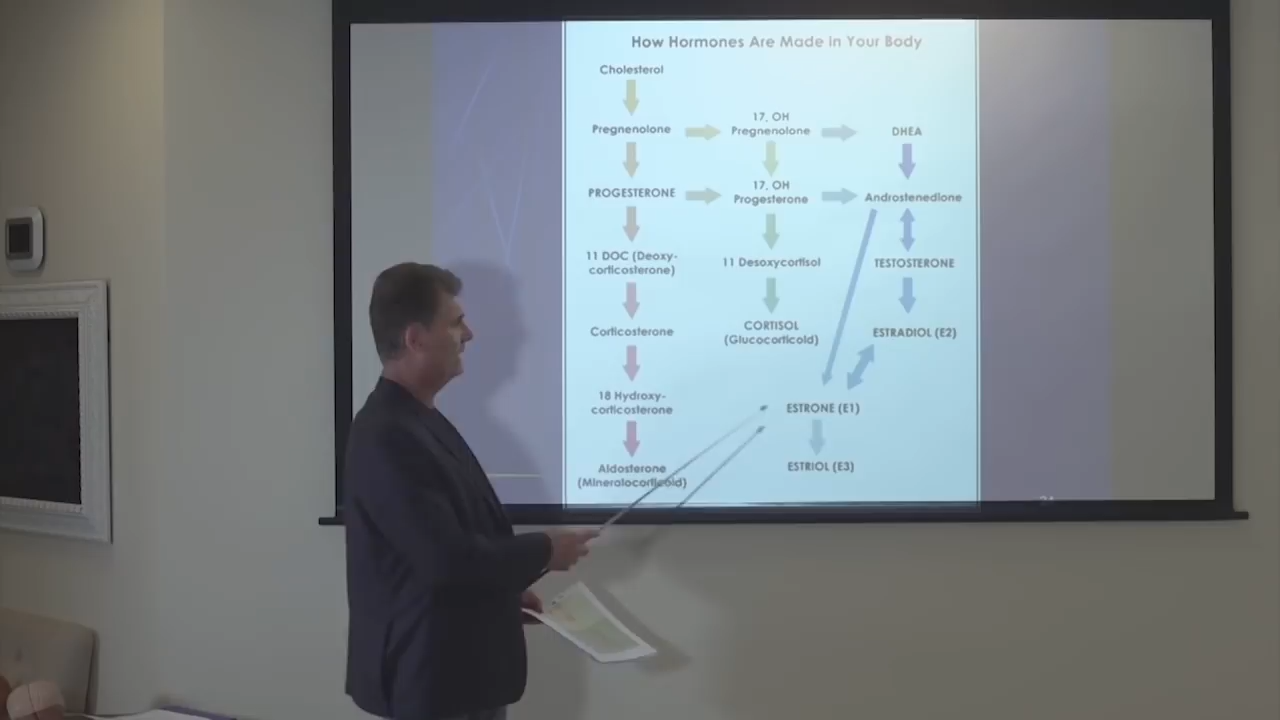 How Hormones Are Made in Your Body
Cholesterol
Pregnenolone
17, OH
Pregnenolone
DHEA
PROGESTERONE
17, OH
Progesterone
Androstenedione
11 DOC (Deoxy-
corticosterone)
11 Desoxycortisol
TESTOSTERONE
Corticosterone
CORTISOL
(Glucocorticoid)
ESTRADIOL (E2)
18 Hydroxy-
corticosterone
ESTRONE (E1)
Aldosterone
(Mineralocorticoid)
ESTRIOL (E3)